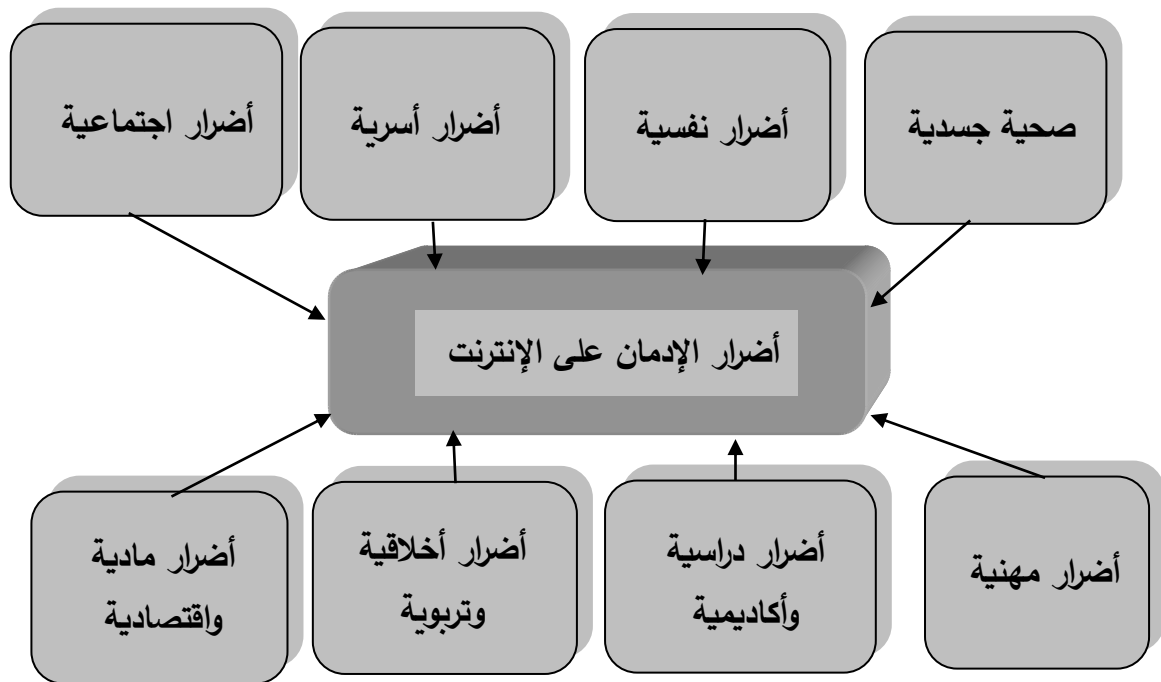 صحية جسدية
أضرار نفسية
أضرار أسرية
أضرار اجتماعية
أضرار الإدمان على الإنترنت
أضرار مهنية
أضرار دراسية
وأكاديمية
أضرار أخلاقية
وتربوية
أضرار مادية
واقتصادية